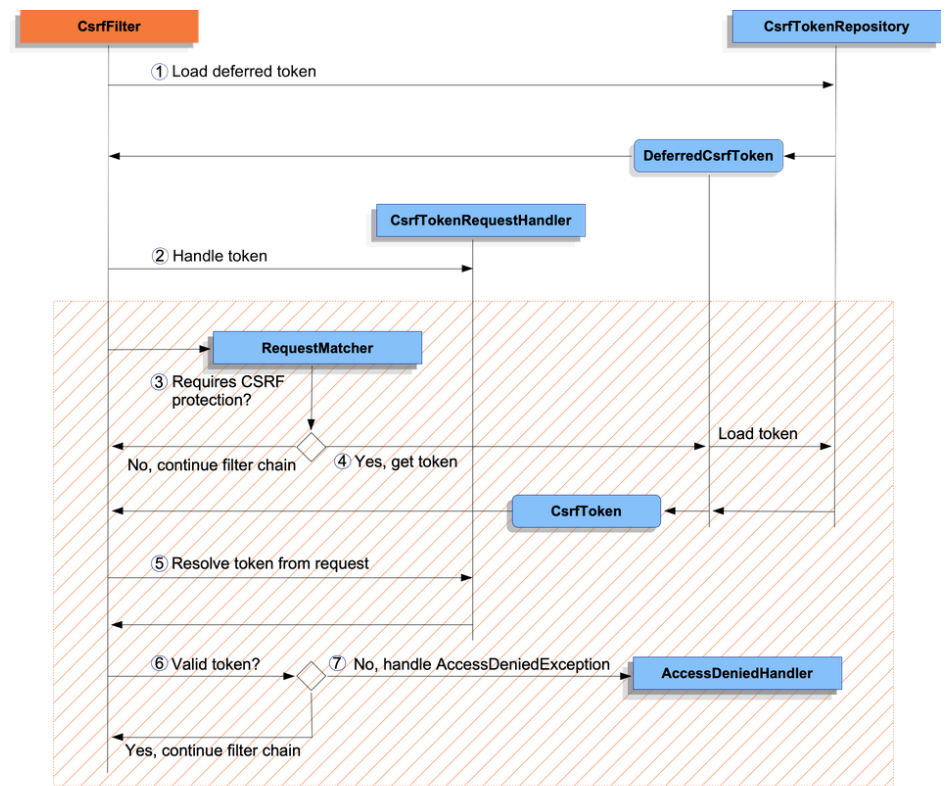 CsrfFilter
CsrfTokenRepository
① Load deferred token
DeferredCsrfToken
CsrfTokenRequestHandler
② Handle token
RequestMatcher
③ Requires CSRF
protection?
Load token
No, continue filter chain
④ Yes, get token
CsrfToken
⑤ Resolve token from request
⑥ Valid token?
⑦ No, handle AccessDeniedException
AccessDeniedHandler
Yes, continue filter chain